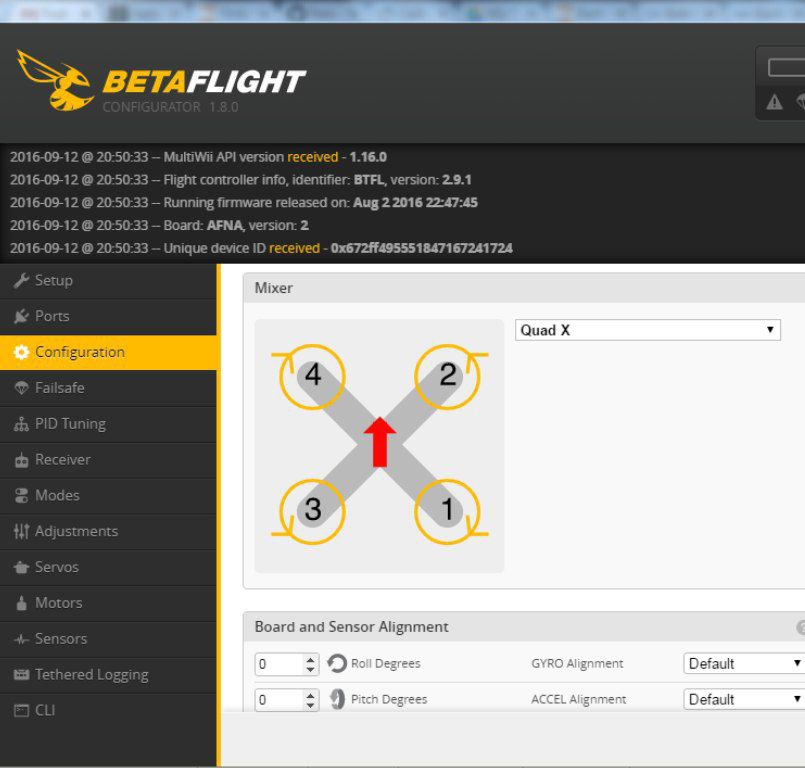 BETAFLIGHT
CONFIGURATOR 1.8.0
2016-09-12 @ 20:50:33 -- MultiWii API version received - 1.16.0
2016-09-12 @ 20:50:33 -- Flight controller info, identifier: BTFL, version: 2.9.1
2016-09-12 @ 20:50:33 -- Running firmware released on: Aug 2 2016 22:47:45
2016-09-12 @ 20:50:33 -- Board: AFNA, version: 2
2016-09-12 @ 20:50:33 -- Unique device ID received - 0x672ff495551847167241724
Setup
Ports
Configuration
Failsafe
PID Tuning
Receiver
Modes
Adjustments
Servos
Motors
Sensors
Tethered Logging
CLI
Mixer
Quad X
4 2
3 1
Board and Sensor Alignment
0 Roll Degrees GYRO Alignment Default
0 Pitch Degrees ACCEL Alignment Default